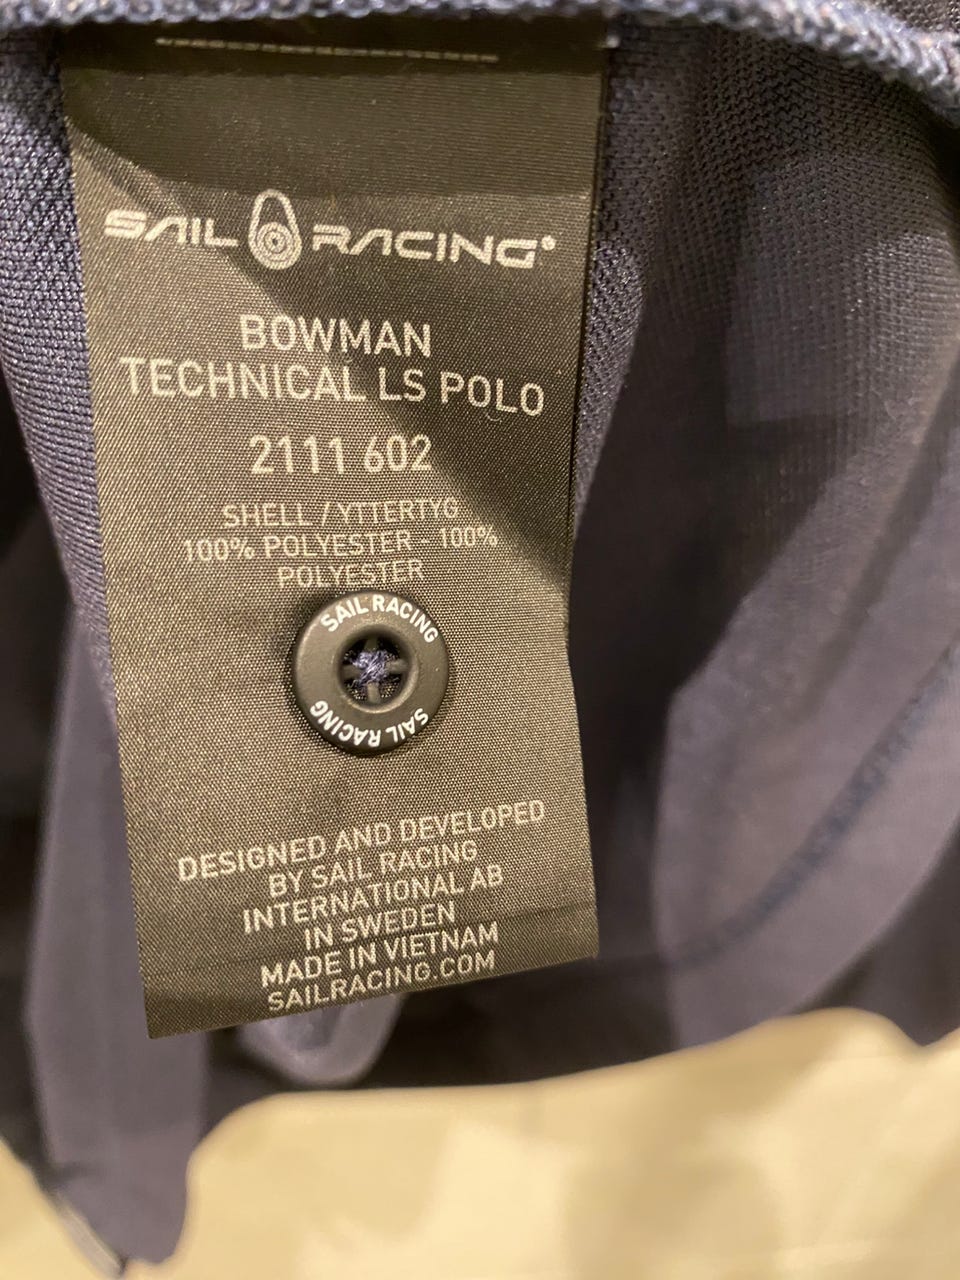 SAIL RACING®
BOWMAN
TECHNICAL LS POLO
2111 602
SHELL / YTTERTYG
100% POLYESTER - 100%
POLYESTER
SAIL RACING
SAIL RACING
DESIGNED AND DEVELOPED
BY SAIL RACING
INTERNATIONAL AB
IN SWEDEN
MADE IN VIETNAM
SAILRACING.COM